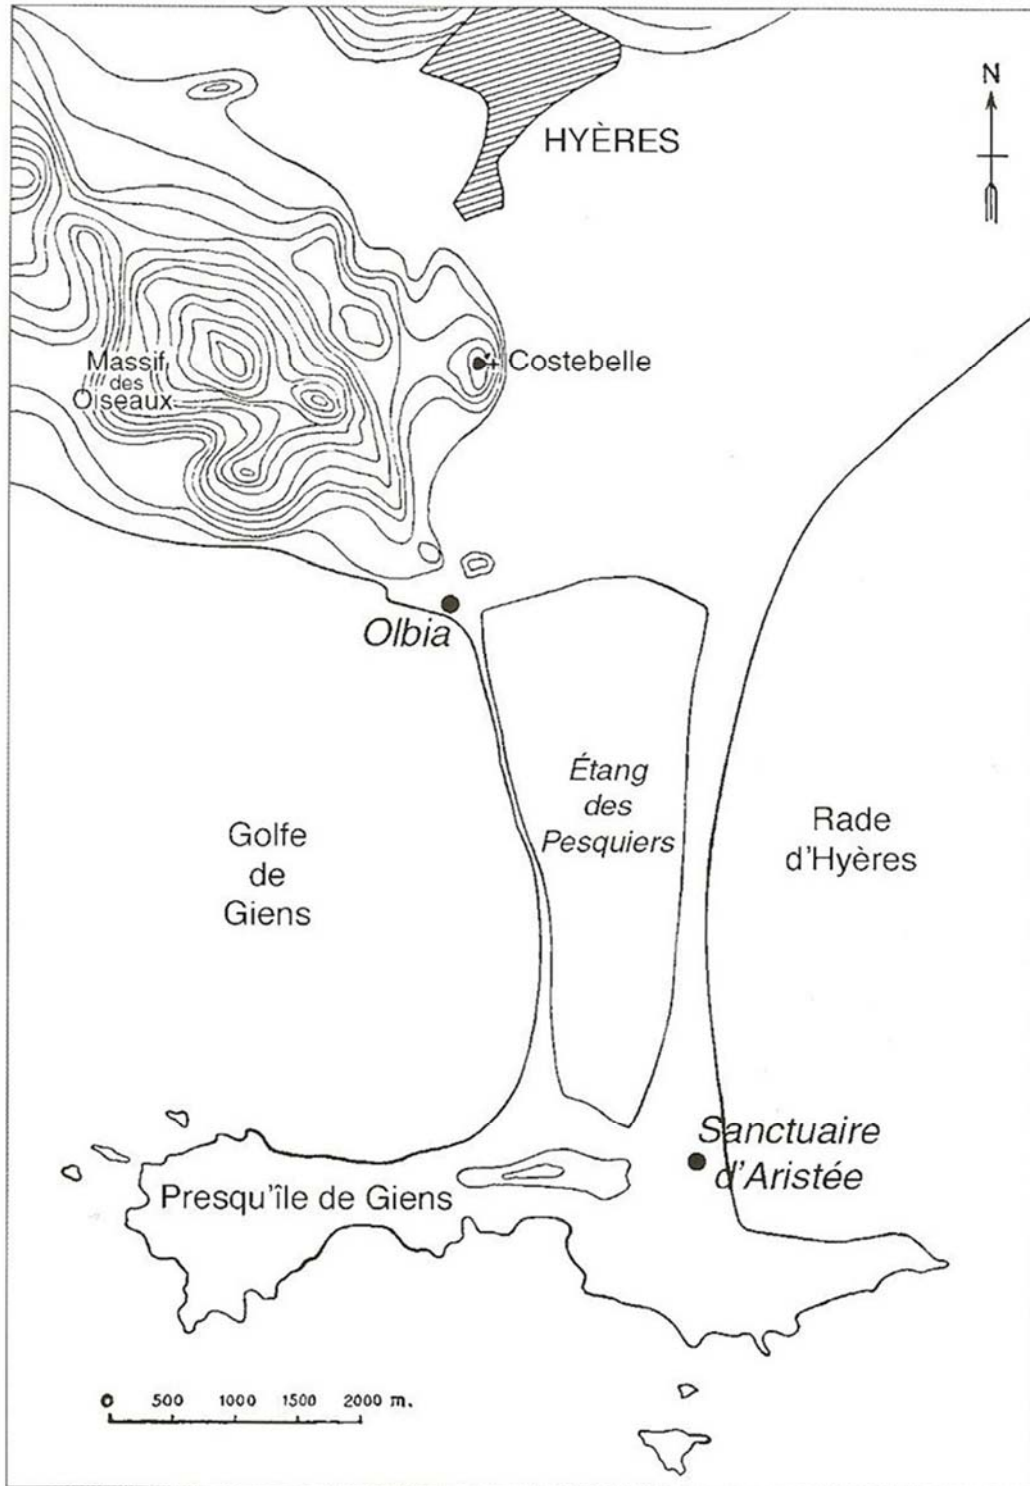 N
HYÈRES
Costebelle
Massif
des
Oiseaux
Olbia
Étang
des
Pesquiers
Golfe
de
Giens
Rade
d'Hyères
Sanctuaire
d'Aristée
Presqu'île de Giens
0 500 1000 1500 2000 m.